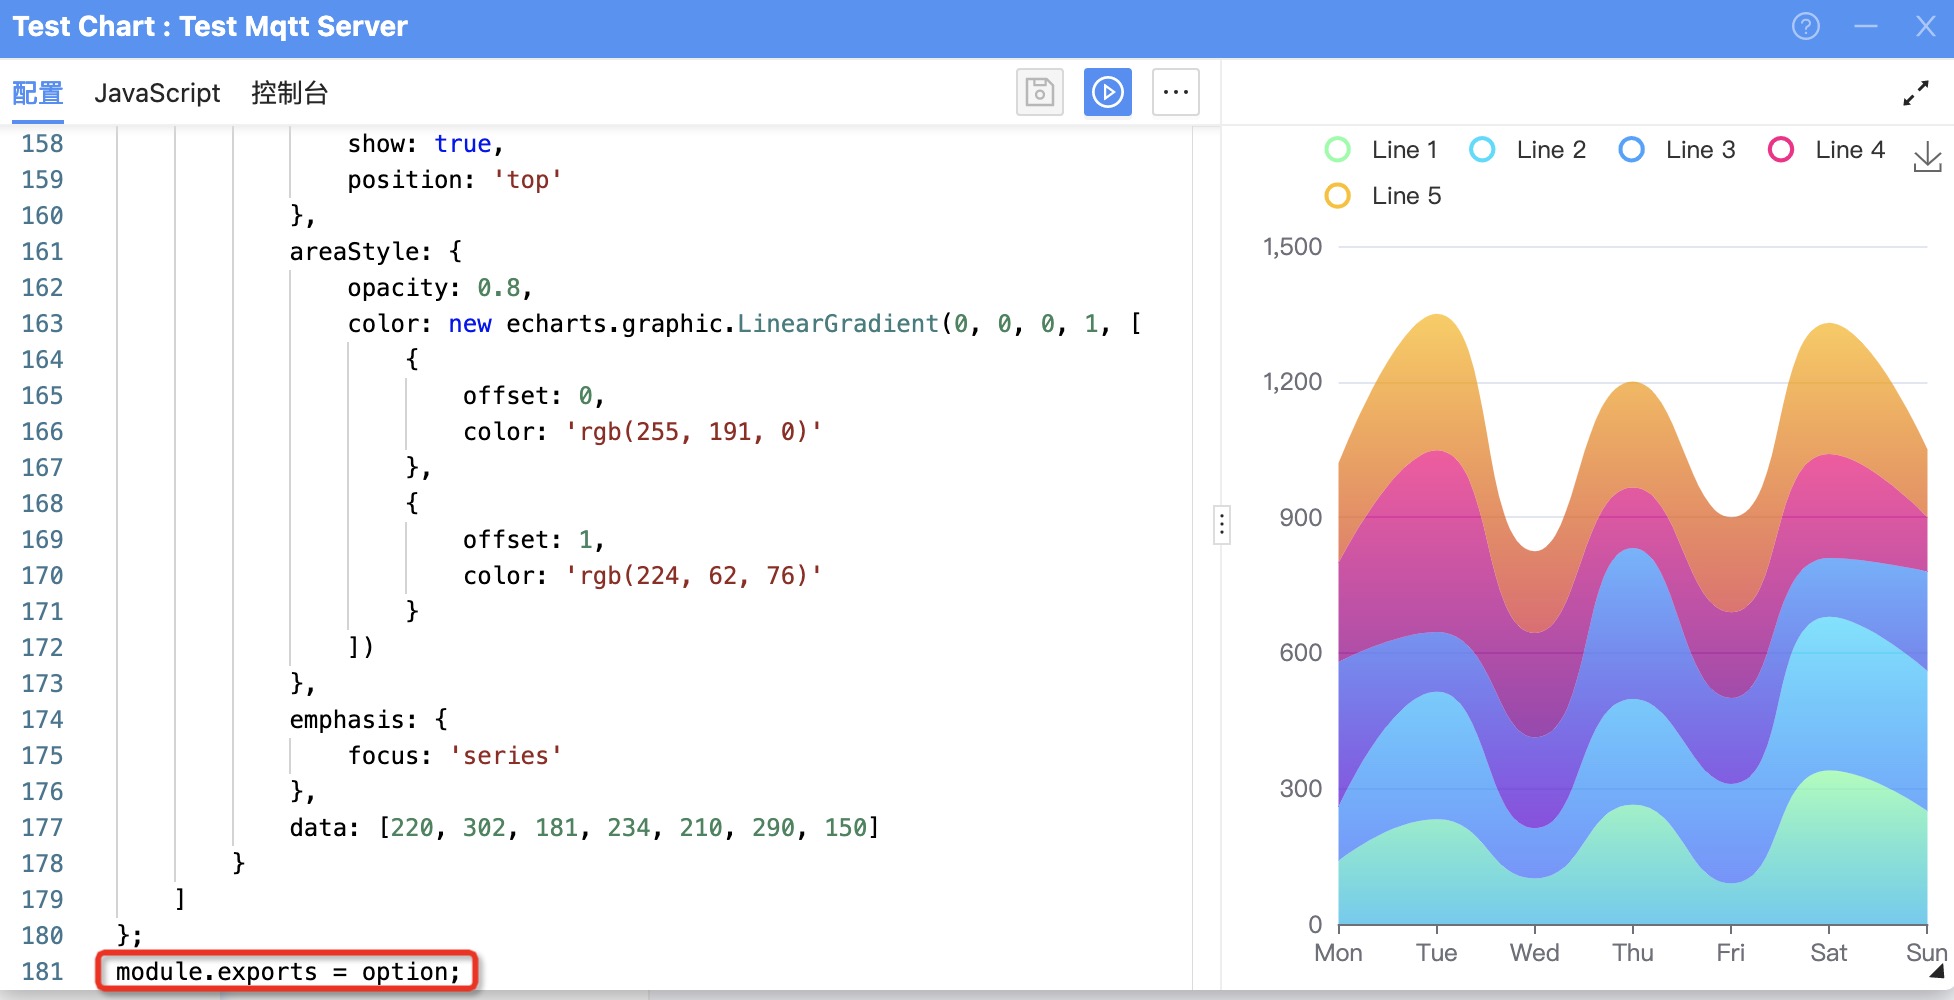 Test Chart : Test Mqtt Server
配置 JavaScript 控制台
158 show: true,
159 position: 'top'
160 },
161 areaStyle: {
162 opacity: 0.8,
163 color: new echarts.graphic.LinearGradient(0, 0, 0, 1, [
164 {
165 offset: 0,
166 color: 'rgb(255, 191, 0)'
167 },
168 {
169 offset: 1,
170 color: 'rgb(224, 62, 76)'
171 }
172 ])
173 },
174 emphasis: {
175 focus: 'series'
176 },
177 data: [220, 302, 181, 234, 210, 290, 150]
178 }
179 ]
180 };
181 module.exports = option;
Line 1 Line 2 Line 3 Line 4
Line 5
1,500
1,200
900
600
300
0
Mon Tue Wed Thu Fri Sat Sun